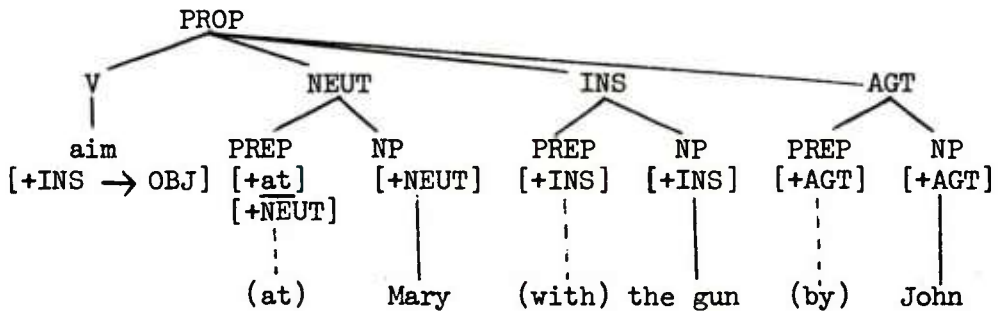 PROP
V NEUT INS AGT
aim PREP NP PREP NP PREP NP
[+INS → OBJ] [+at] [+NEUT] [+INS] [+INS] [+AGT] [+AGT]
[+NEUT]
(at) Mary (with) the gun (by) John